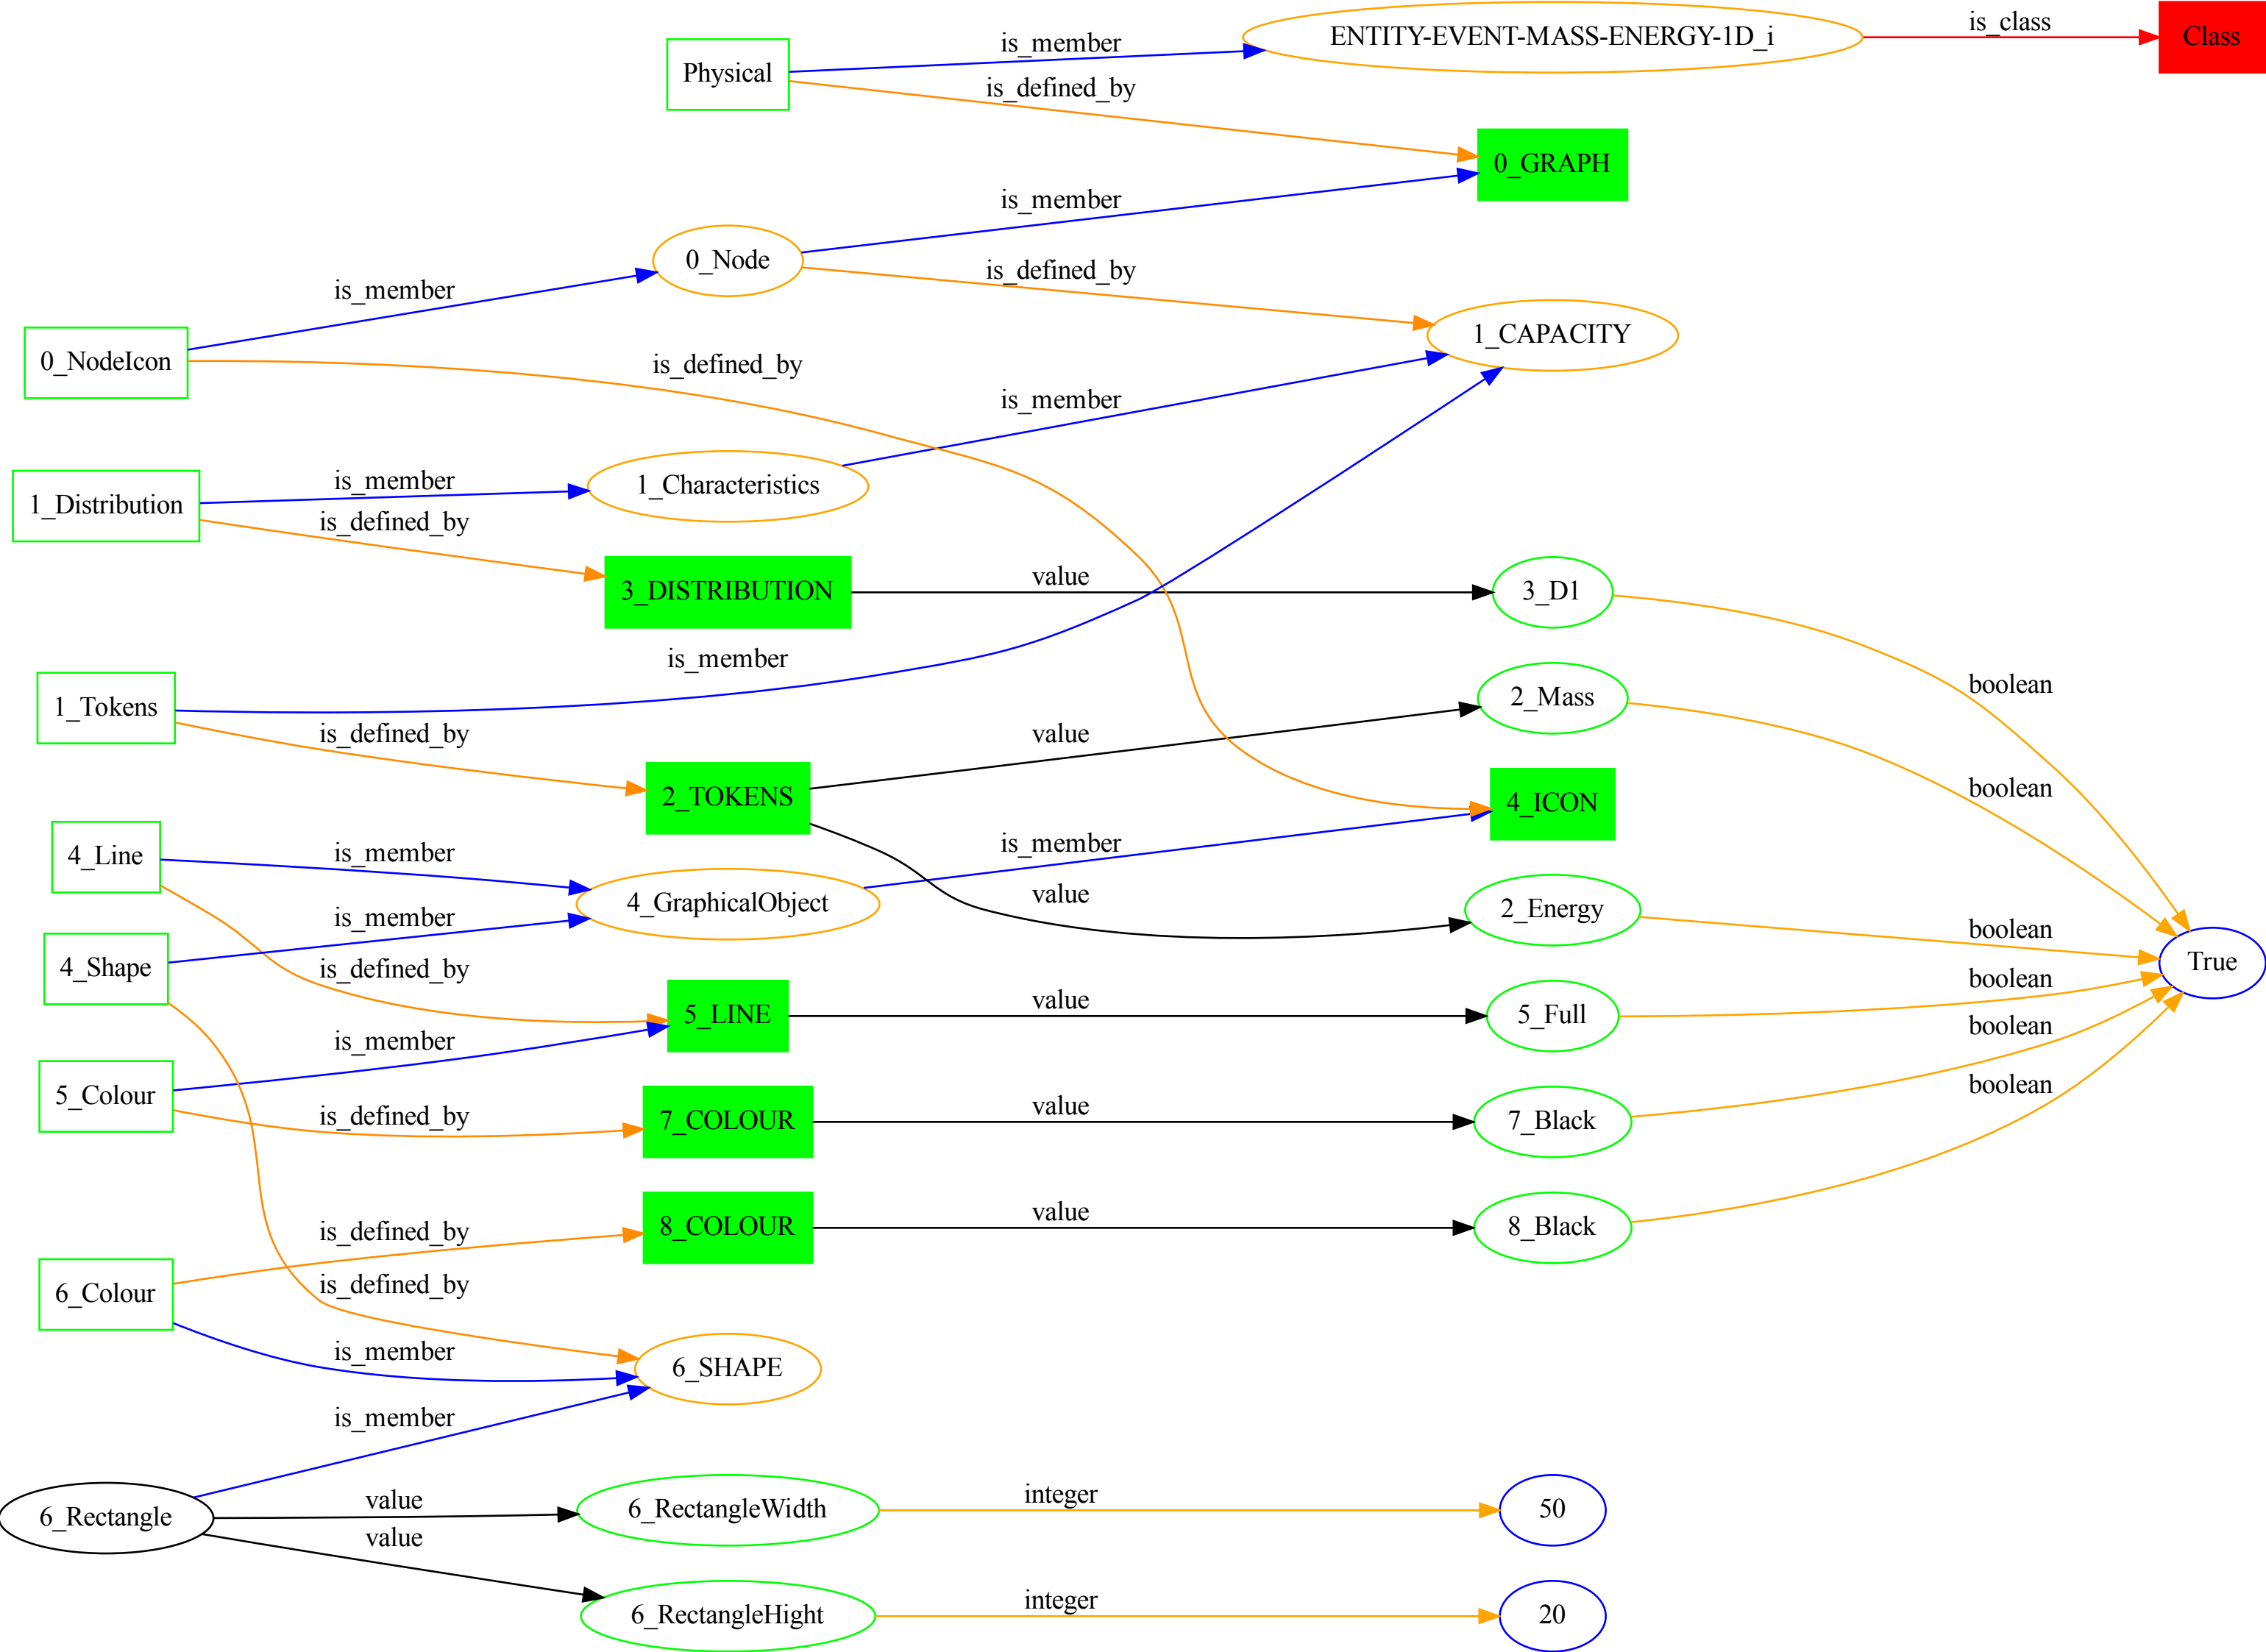 ENTITY-EVENT-MASS-ENERGY-1D_i
is_class
Class
Physical
is_member
is_defined_by
0_GRAPH
is_member
0_Node
is_defined_by
is_member
0_NodeIcon
is_defined_by
1_CAPACITY
is_member
1_Distribution
is_member
is_defined_by
1_Characteristics
3_DISTRIBUTION
value
3_D1
boolean
1_Tokens
is_member
is_defined_by
2_TOKENS
value
2_Mass
boolean
value
2_Energy
boolean
4_ICON
is_member
4_Line
is_member
is_defined_by
4_GraphicalObject
4_Shape
is_member
is_defined_by
5_LINE
value
5_Full
boolean
True
5_Colour
is_member
is_defined_by
7_COLOUR
value
7_Black
boolean
6_Colour
is_defined_by
is_member
8_COLOUR
value
8_Black
boolean
6_SHAPE
6_Rectangle
is_member
value
6_RectangleWidth
integer
50
value
6_RectangleHight
integer
20